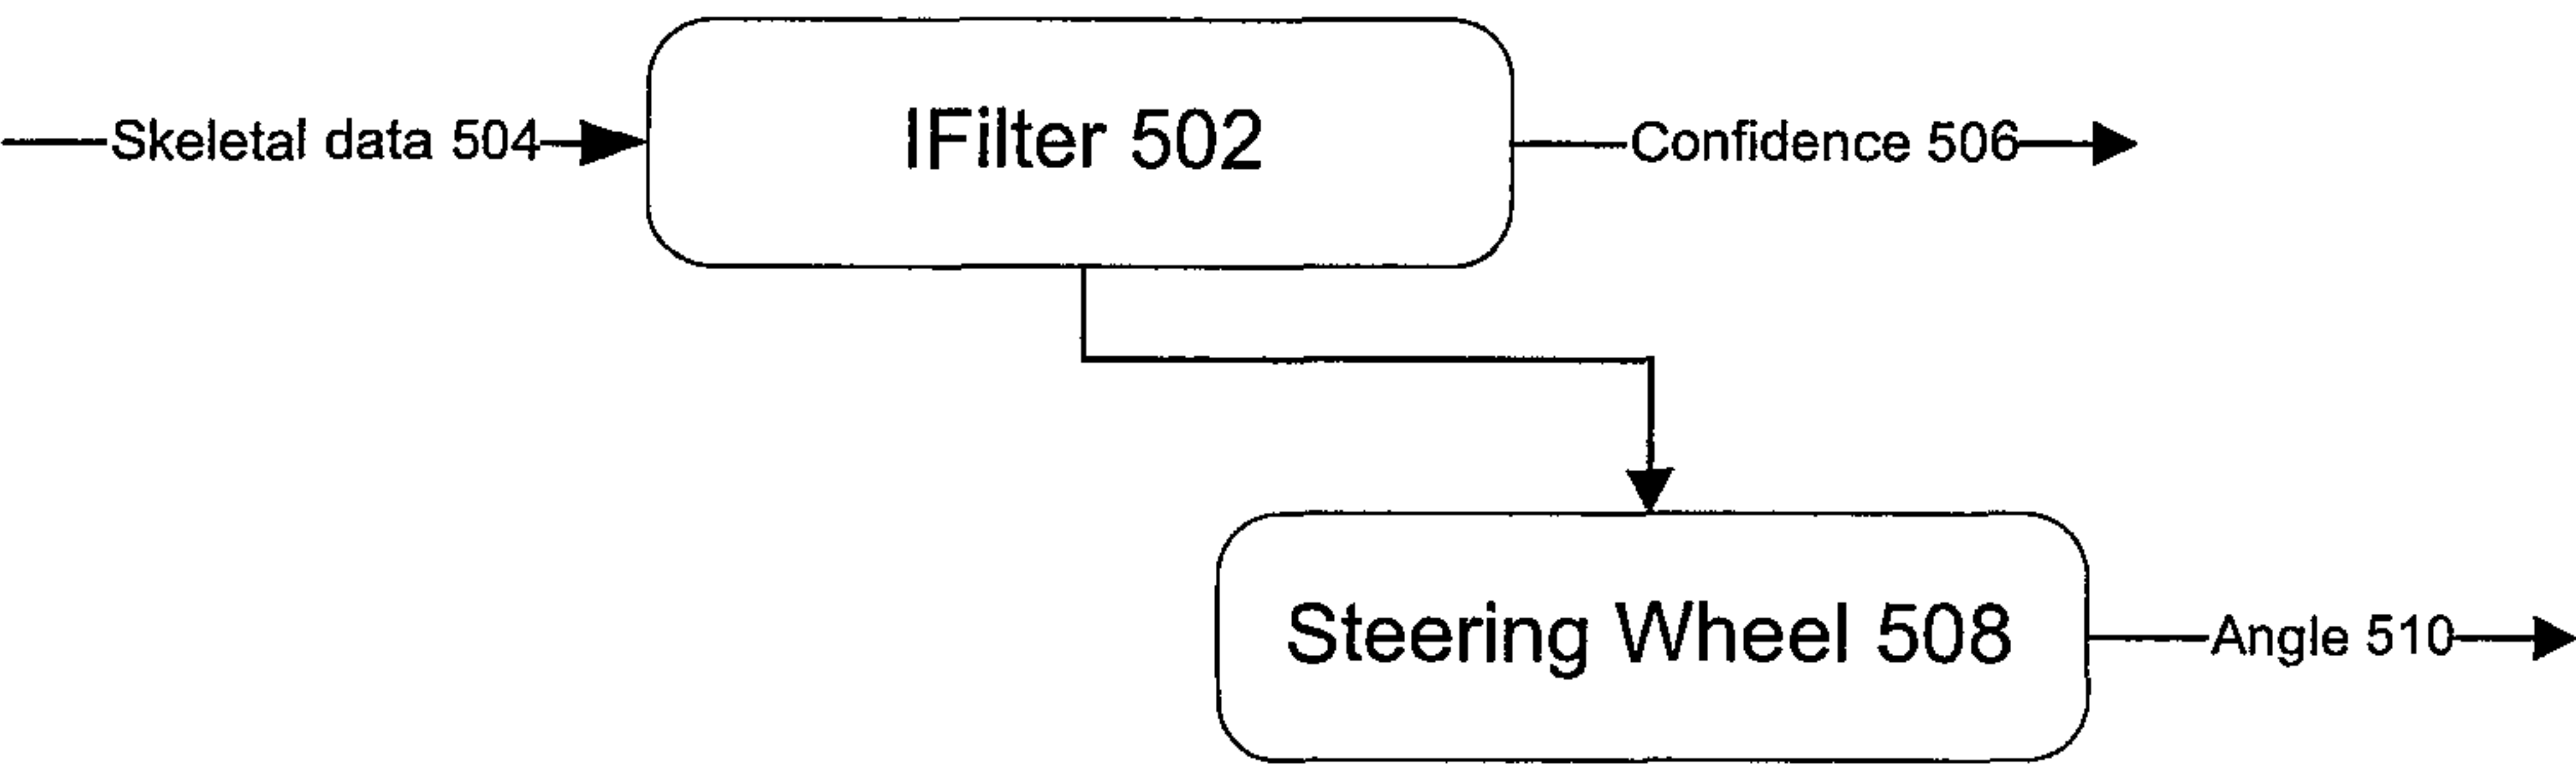 Skeletal data 504
IFilter 502
Confidence 506
Steering Wheel 508
Angle 510